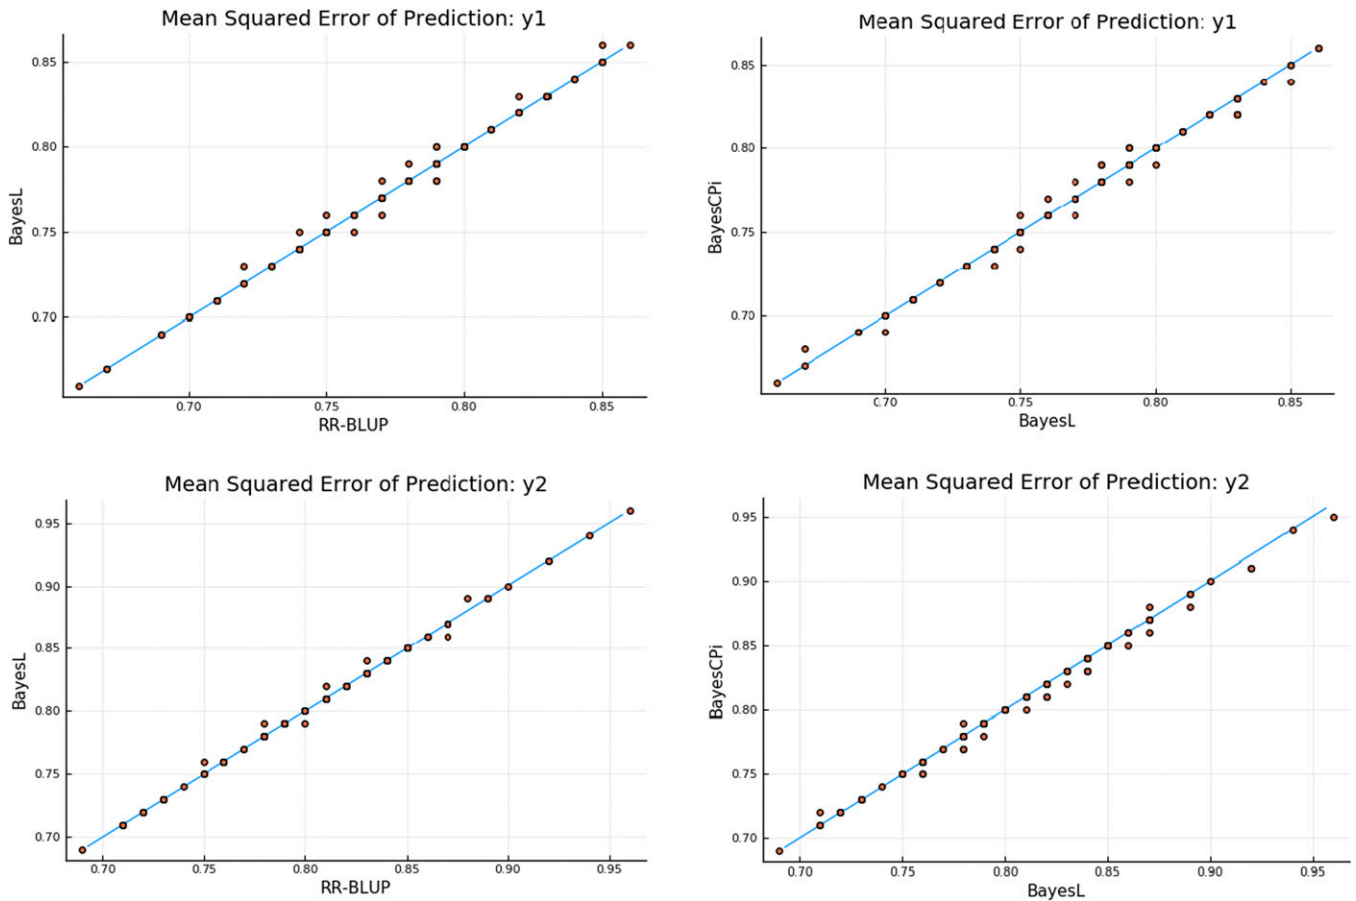 Mean Squared Error of Prediction: y1
0.85
0.80
0.75
0.70
BayesL
0.70 0.75 0.80 0.85
RR-BLUP
Mean Squared Error of Prediction: y1
0.85
0.80
0.75
0.70
BayesCPi
0.70 0.75 0.80 0.85
BayesL
Mean Squared Error of Prediction: y2
0.95
0.90
0.85
0.80
0.75
0.70
BayesL
0.70 0.75 0.80 0.85 0.90 0.95
RR-BLUP
Mean Squared Error of Prediction: y2
0.95
0.90
0.85
0.80
0.75
0.70
BayesCPi
0.70 0.75 0.80 0.85 0.90 0.95
BayesL